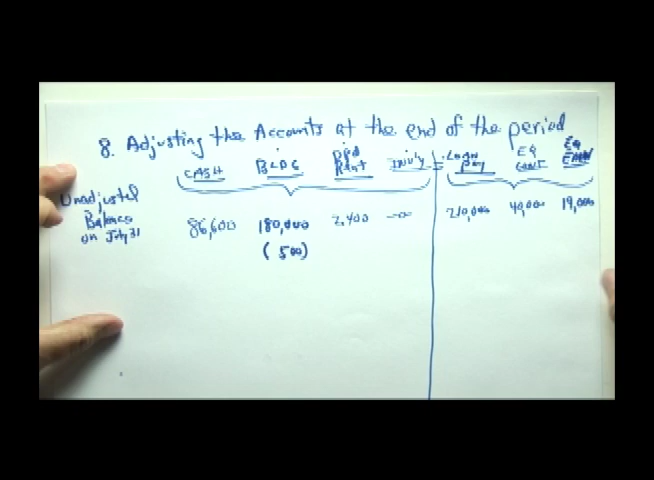 8. Adjusting the Accounts at the end of the period
CASH BLDG ppd Rent Invty = Loan Pay EQ CONT EQ EARN
Unadjusted
Balance 86,600 180,000 2,400 -0- 210,000 40,000 19,000
on July 31 (500)